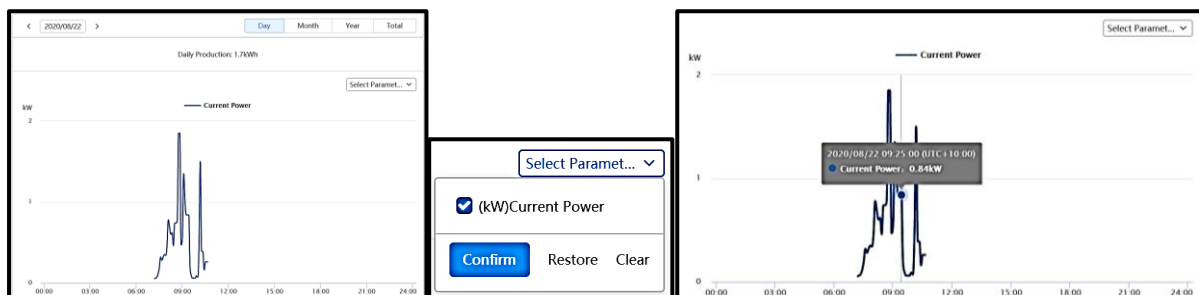 2020/08/22
Day Month Year Total
Daily Production: 1.7kWh
Select Paramet...
kW
Current Power
2
1
0
00:00 03:00 06:00 09:00 12:00 15:00 18:00 21:00 24:00
Select Paramet...
(kW)Current Power
Confirm Restore Clear
Select Paramet...
kW
Current Power
2
2020/08/22 09:25:00 (UTC+10:00)
Current Power: 0.84kW
1
0
00:00 03:00 06:00 09:00 12:00 15:00 18:00 21:00 24:00